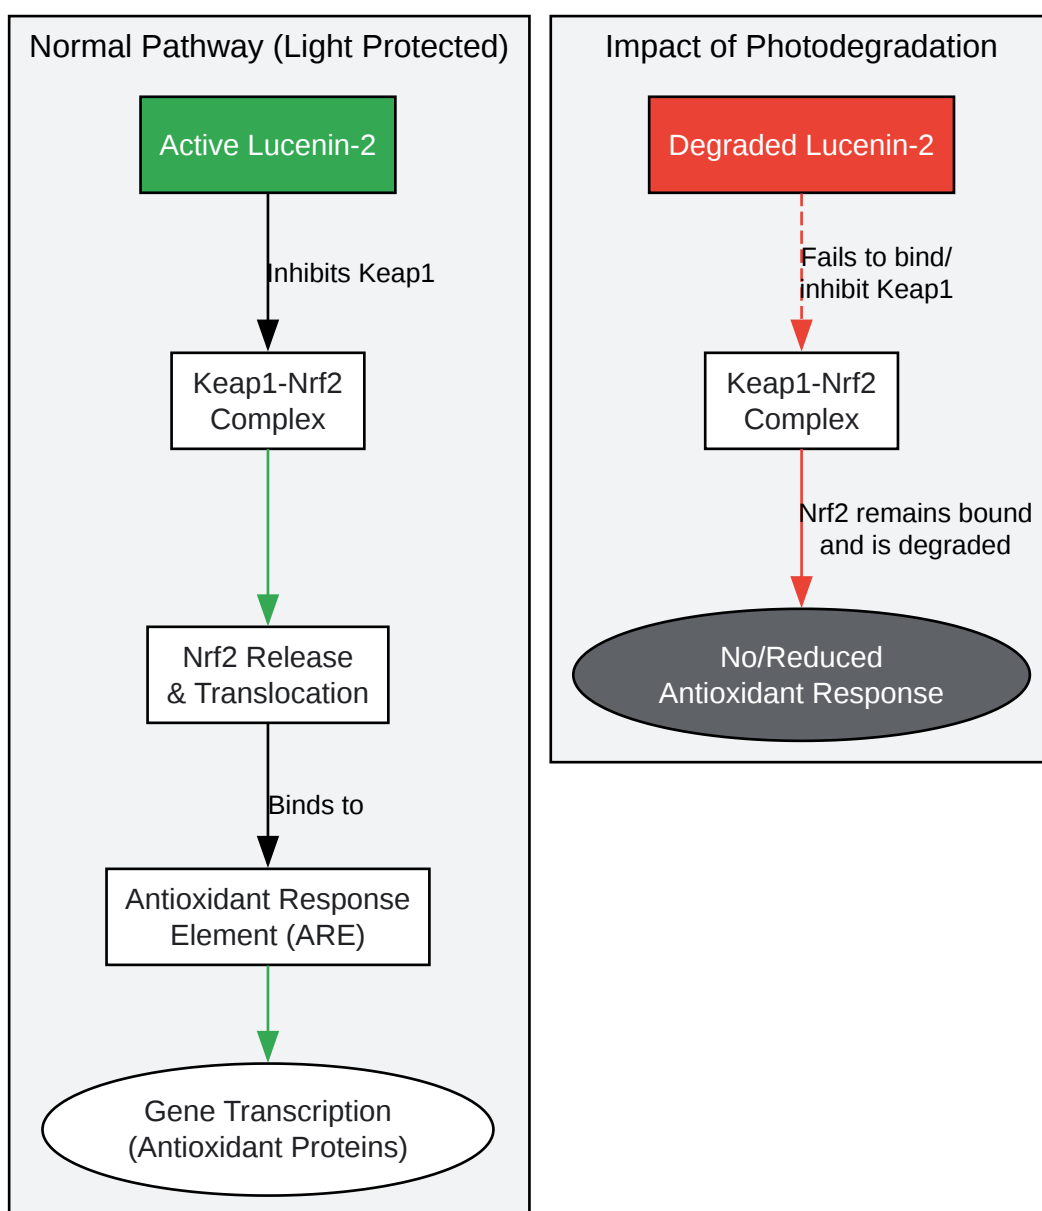 Normal Pathway (Light Protected)
Active Lucenin-2
Inhibits Keap1
Keap1-Nrf2
Complex
Nrf2 Release
& Translocation
Binds to
Antioxidant Response
Element (ARE)
Gene Transcription
(Antioxidant Proteins)
Impact of Photodegradation
Degraded Lucenin-2
Fails to bind/
inhibit Keap1
Keap1-Nrf2
Complex
Nrf2 remains bound
and is degraded
No/Reduced
Antioxidant Response